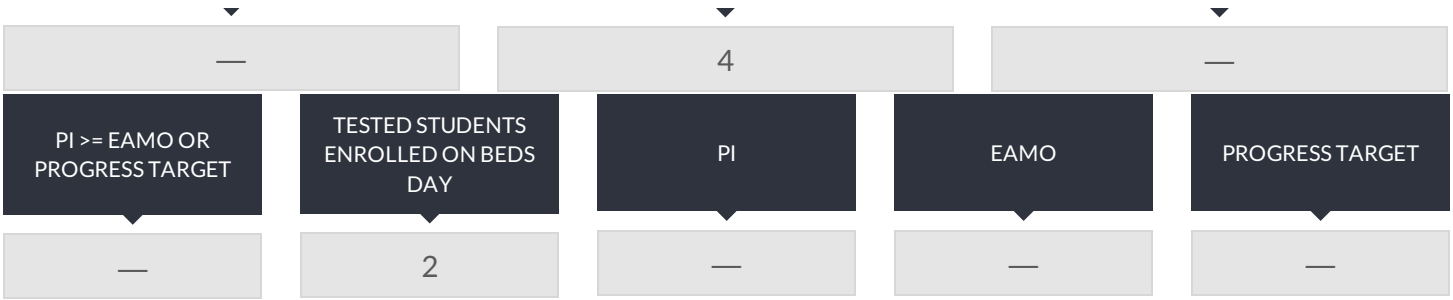 — 4 —
PI >= EAMO OR
PROGRESS TARGET
TESTED STUDENTS
ENROLLED ON BEDS
DAY
PI
EAMO
PROGRESS TARGET
— 2 — — —